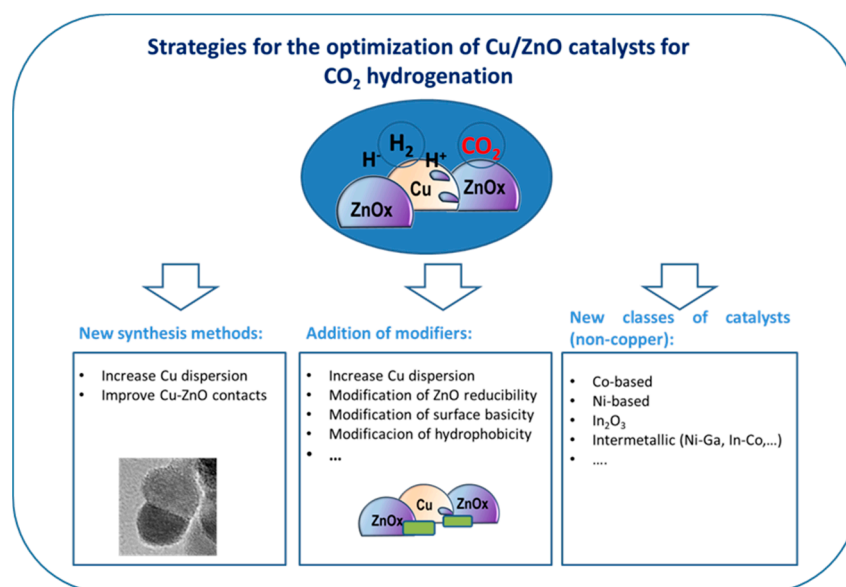 Strategies for the optimization of Cu/ZnO catalysts for
CO₂ hydrogenation
H₂
CO₂
H⁻
H⁺
Cu
ZnOx
ZnOx
New synthesis methods:
• Increase Cu dispersion
• Improve Cu-ZnO contacts
Addition of modifiers:
• Increase Cu dispersion
• Modification of ZnO reducibility
• Modification of surface basicity
• Modificacion of hydrophobicity
• ...
Cu
ZnOx
ZnOx
New classes of catalysts
(non-copper):
• Co-based
• Ni-based
• In₂O₃
• Intermetallic (Ni-Ga, In-Co,...)
• ....